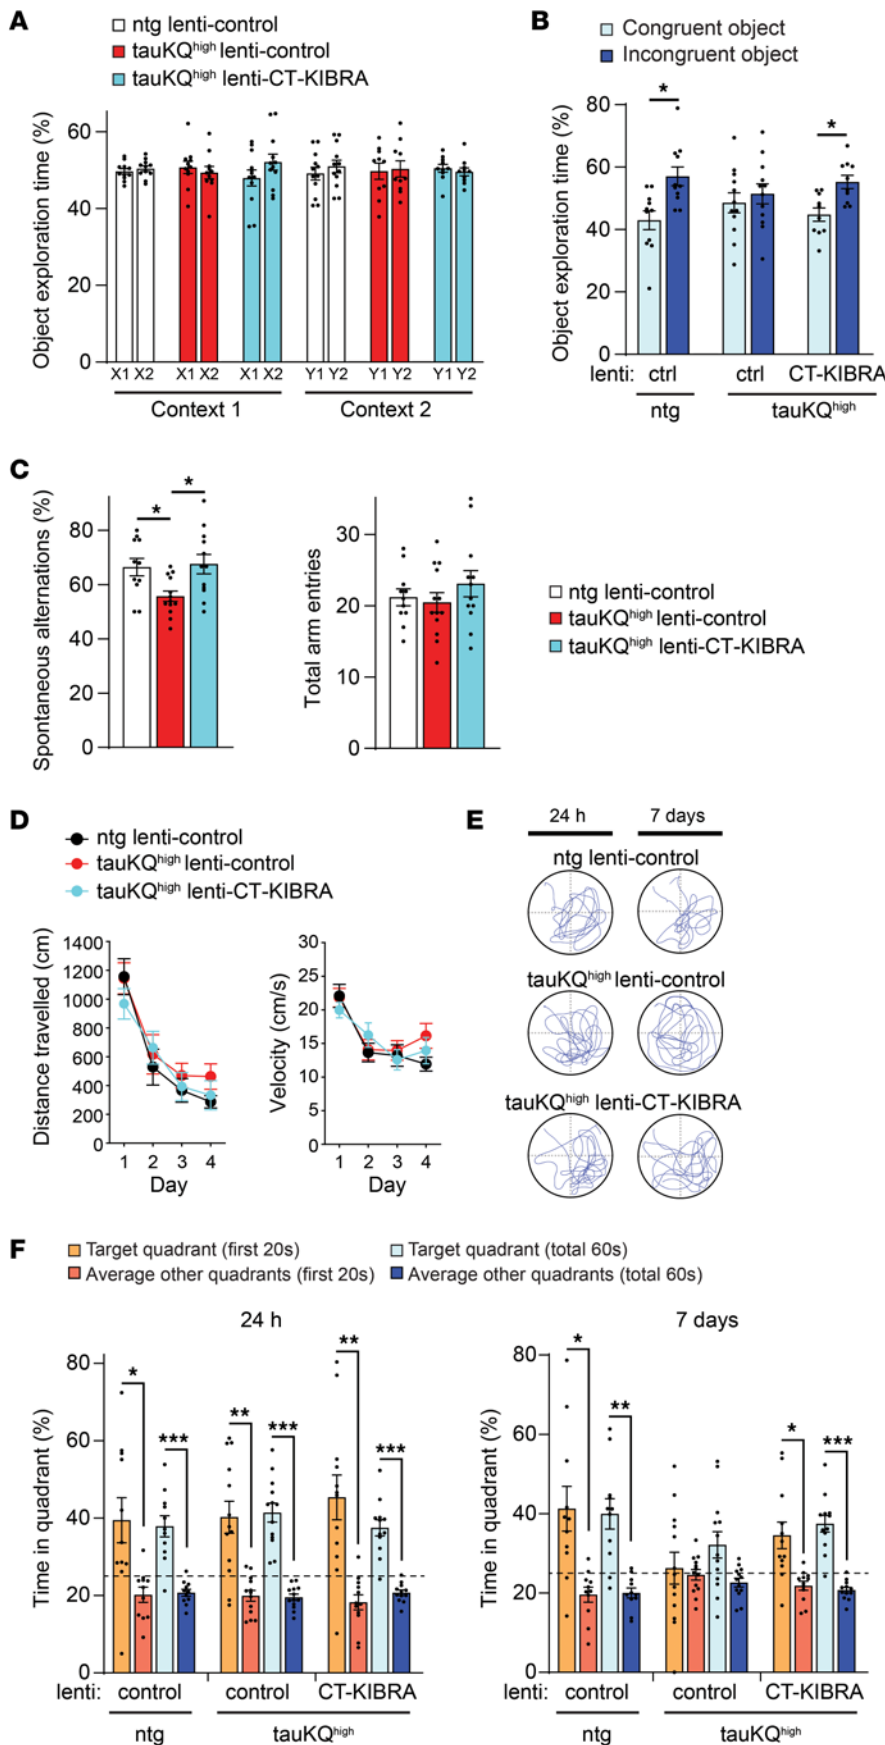 A
ntg lenti-control
tauKQhigh lenti-control
tauKQhigh lenti-CT-KIBRA
Object exploration time (%)
60
40
20
0
X1 X2 X1 X2 X1 X2 Y1 Y2 Y1 Y2 Y1 Y2
Context 1 Context 2
B
Congruent object
Incongruent object
Object exploration time (%)
80
60
40
20
0
* *
lenti: ctrl ctrl CT-KIBRA
ntg tauKQhigh
C
Spontaneous alternations (%)
80
60
40
20
0
* *
Total arm entries
30
20
10
0
ntg lenti-control
tauKQhigh lenti-control
tauKQhigh lenti-CT-KIBRA
D
ntg lenti-control
tauKQhigh lenti-control
tauKQhigh lenti-CT-KIBRA
Distance travelled (cm)
1400
1200
1000
800
600
400
200
0
1 2 3 4
Day
Velocity (cm/s)
30
25
20
15
10
5
0
1 2 3 4
Day
E
24 h 7 days
ntg lenti-control
tauKQhigh lenti-control
tauKQhigh lenti-CT-KIBRA
F
Target quadrant (first 20s) Target quadrant (total 60s)
Average other quadrants (first 20s) Average other quadrants (total 60s)
24 h
Time in quadrant (%)
80
60
40
20
0
* *** ** *** ** ***
lenti: control control CT-KIBRA
ntg tauKQhigh
7 days
Time in quadrant (%)
80
60
40
20
0
* ** * ***
lenti: control control CT-KIBRA
ntg tauKQhigh